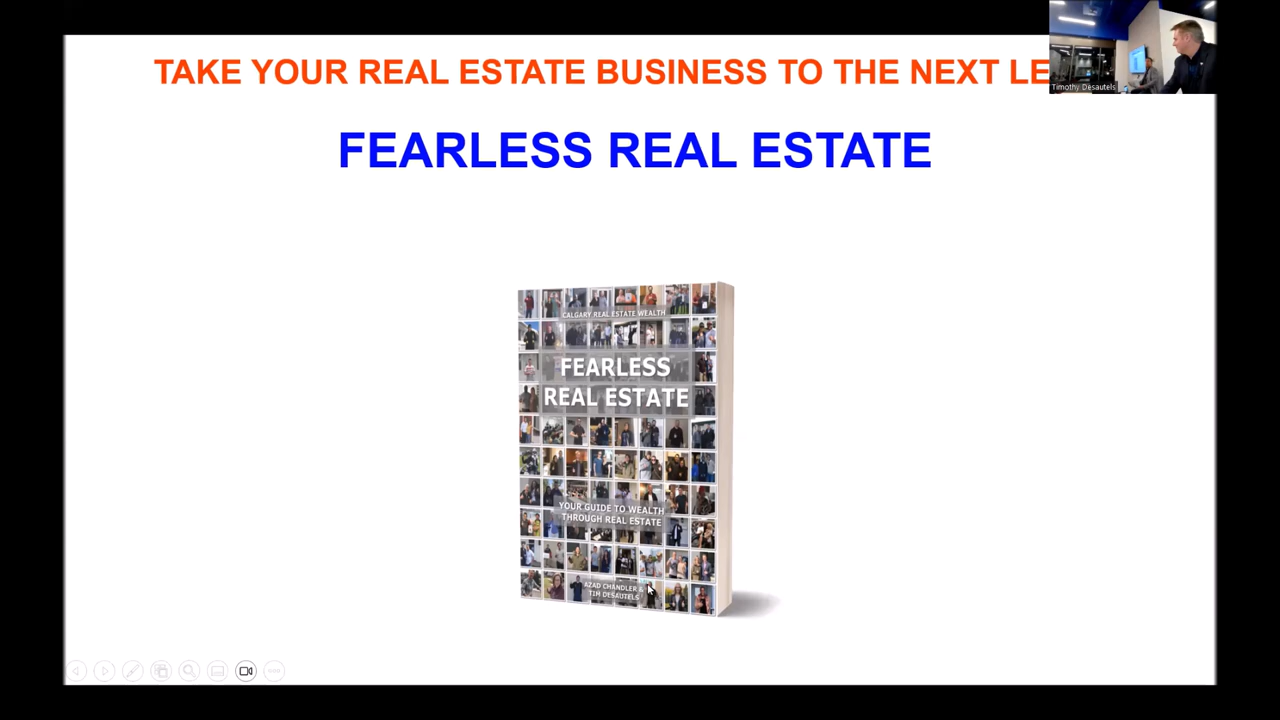 TAKE YOUR REAL ESTATE BUSINESS TO THE NEXT LE
Timothy Desautels
FEARLESS REAL ESTATE
CALGARY REAL ESTATE WEALTH
FEARLESS
REAL ESTATE
YOUR GUIDE TO WEALTH
THROUGH REAL ESTATE
AZAD CHANDLER &
TIM DESAUTELS